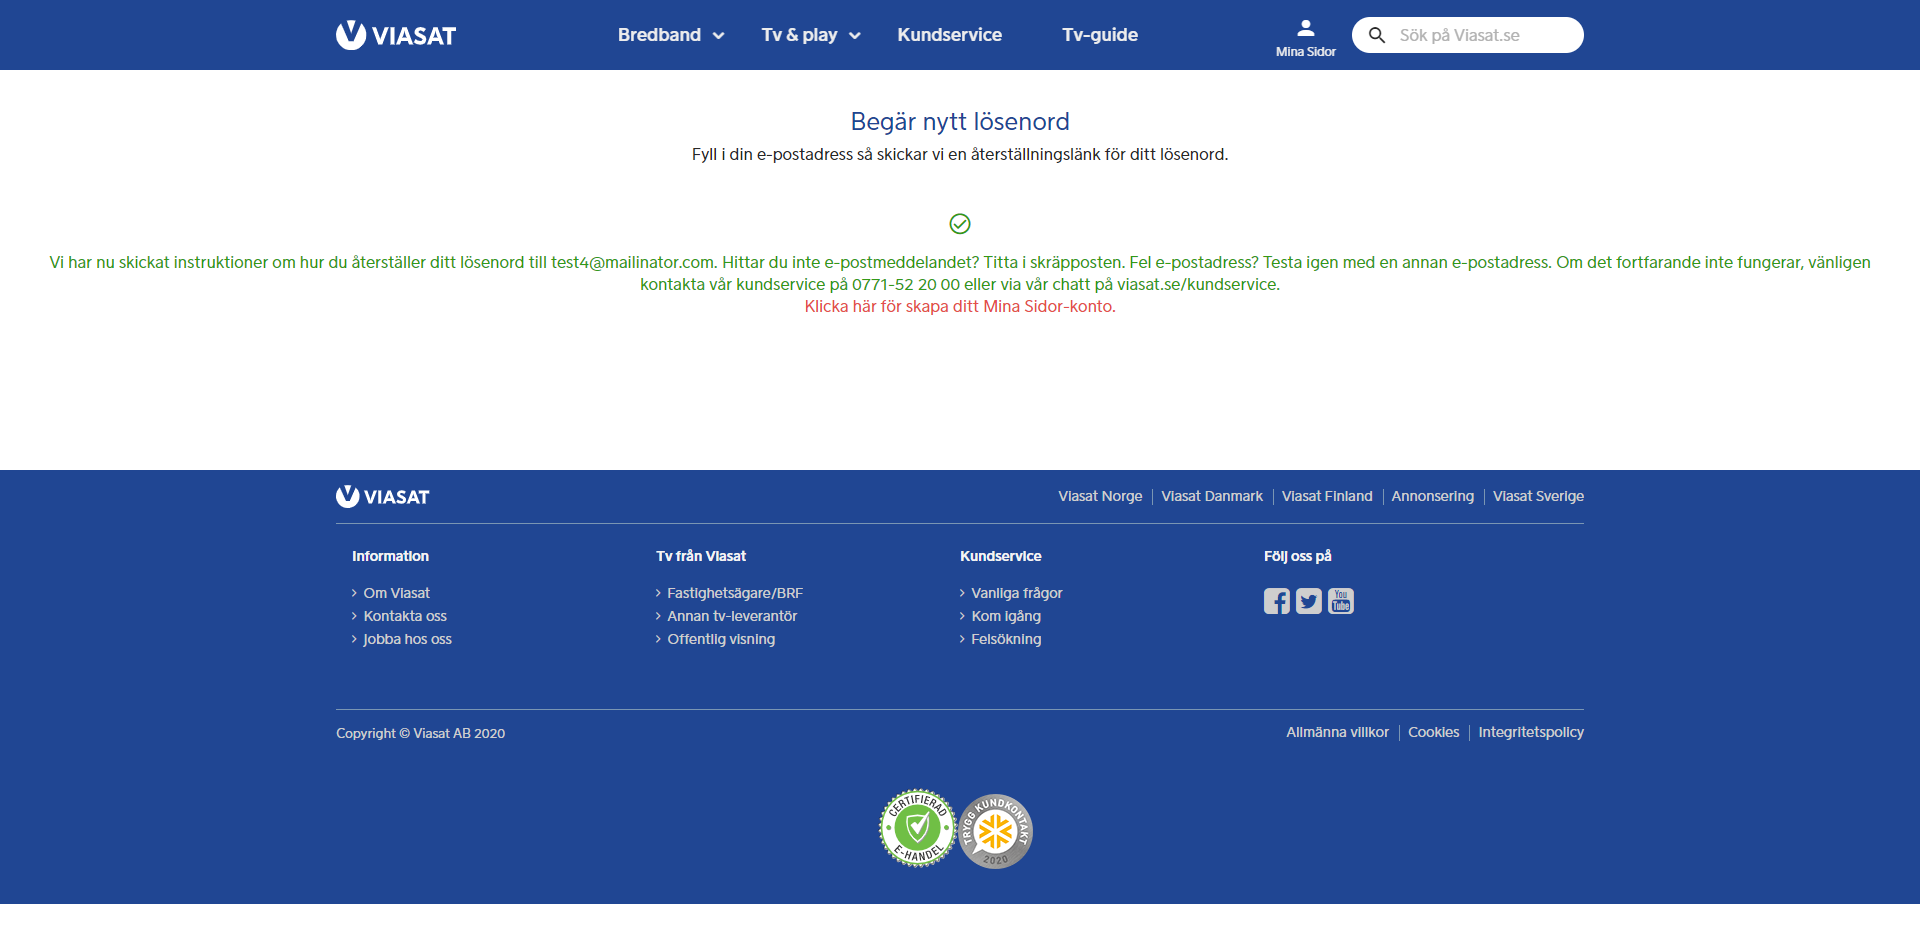 VIASAT
Bredband
Tv & play
Kundservice
Tv-guide
Mina Sidor
Sök på Viasat.se
Begär nytt lösenord
Fyll i din e-postadress så skickar vi en återställningslänk för ditt lösenord.
Vi har nu skickat instruktioner om hur du återställer ditt lösenord till test4@mailinator.com. Hittar du inte e-postmeddelandet? Titta i skräpposten. Fel e-postadress? Testa igen med en annan e-postadress. Om det fortfarande inte fungerar, vänligen
kontakta vår kundservice på 0771-52 20 00 eller via vår chatt på viasat.se/kundservice.
Klicka här för skapa ditt Mina Sidor-konto.
VIASAT
Viasat Norge
Viasat Danmark
Viasat Finland
Annonsering
Viasat Sverige
Information
Om Viasat
Kontakta oss
Jobba hos oss
Tv från Viasat
Fastighetsägare/BRF
Annan tv-leverantör
Offentlig visning
Kundservice
Vanliga frågor
Kom igång
Felsökning
Följ oss på
You
Tube
Copyright © Viasat AB 2020
Allmänna villkor
Cookies
Integritetspolicy
CERTIFIERAD
E-HANDEL
TRYGG KUNDKONTAKT
2020